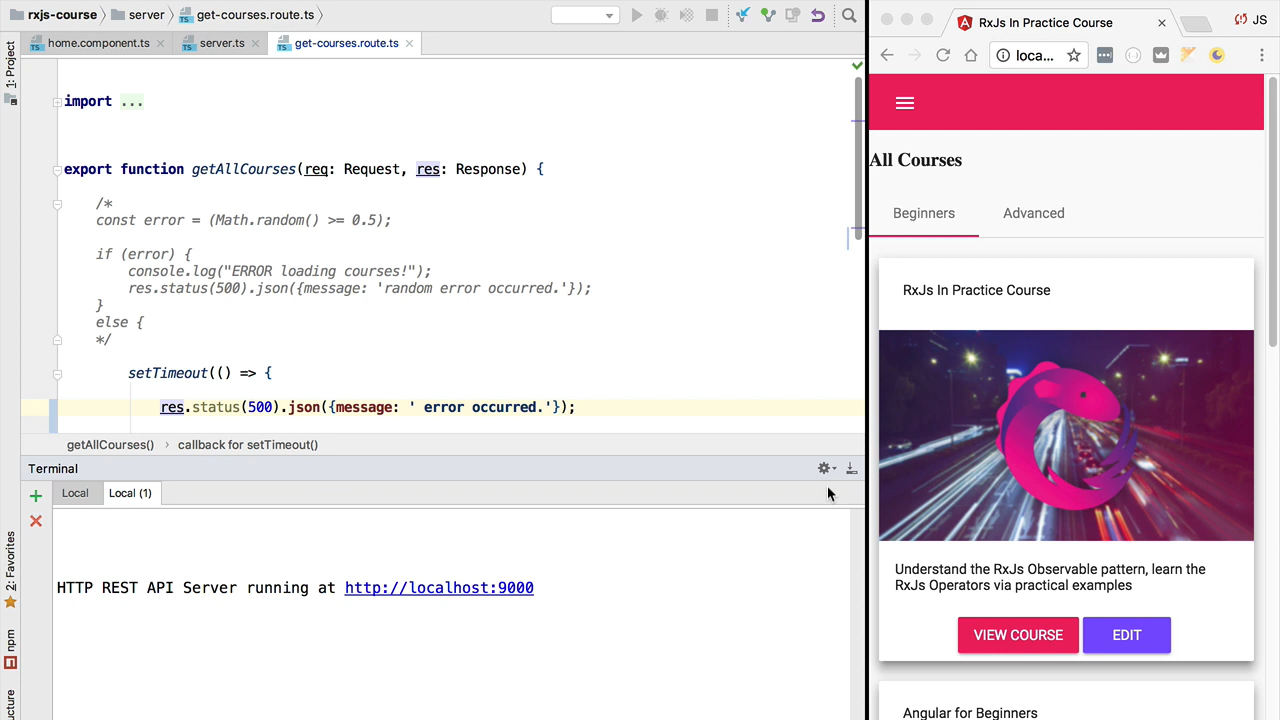 rxjs-course server get-courses.route.ts
1: Project
home.component.ts server.ts get-courses.route.ts
import ...
export function getAllCourses(req: Request, res: Response) {
/*
const error = (Math.random() >= 0.5);
if (error) {
console.log("ERROR loading courses!");
res.status(500).json({message: 'random error occurred.'});
}
else {
*/
setTimeout(() => {
res.status(500).json({message: ' error occurred.'});
getAllCourses() callback for setTimeout()
Terminal
Local Local (1)
HTTP REST API Server running at http://localhost:9000
2: Favorites
npm
RxJs In Practice Course
JS
loca...
All Courses
Beginners Advanced
RxJs In Practice Course
Understand the RxJs Observable pattern, learn the
RxJs Operators via practical examples
VIEW COURSE EDIT
Angular for Beginners